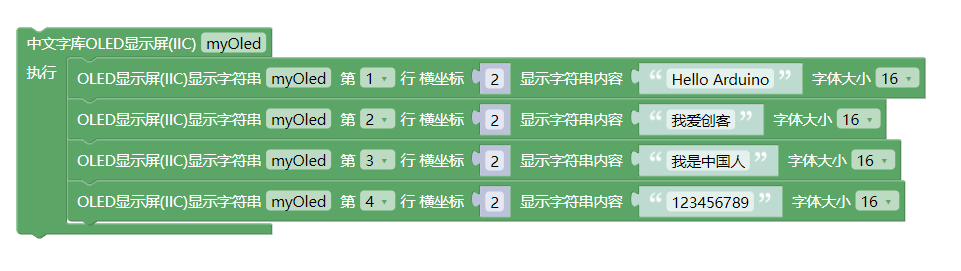 中文字库OLED显示屏(IIC) myOled
执行
OLED显示屏(IIC)显示字符串 myOled 第 1 行 横坐标 2 显示字符串内容 “ Hello Arduino ” 字体大小 16
OLED显示屏(IIC)显示字符串 myOled 第 2 行 横坐标 2 显示字符串内容 “ 我爱创客 ” 字体大小 16
OLED显示屏(IIC)显示字符串 myOled 第 3 行 横坐标 2 显示字符串内容 “ 我是中国人 ” 字体大小 16
OLED显示屏(IIC)显示字符串 myOled 第 4 行 横坐标 2 显示字符串内容 “ 123456789 ” 字体大小 16